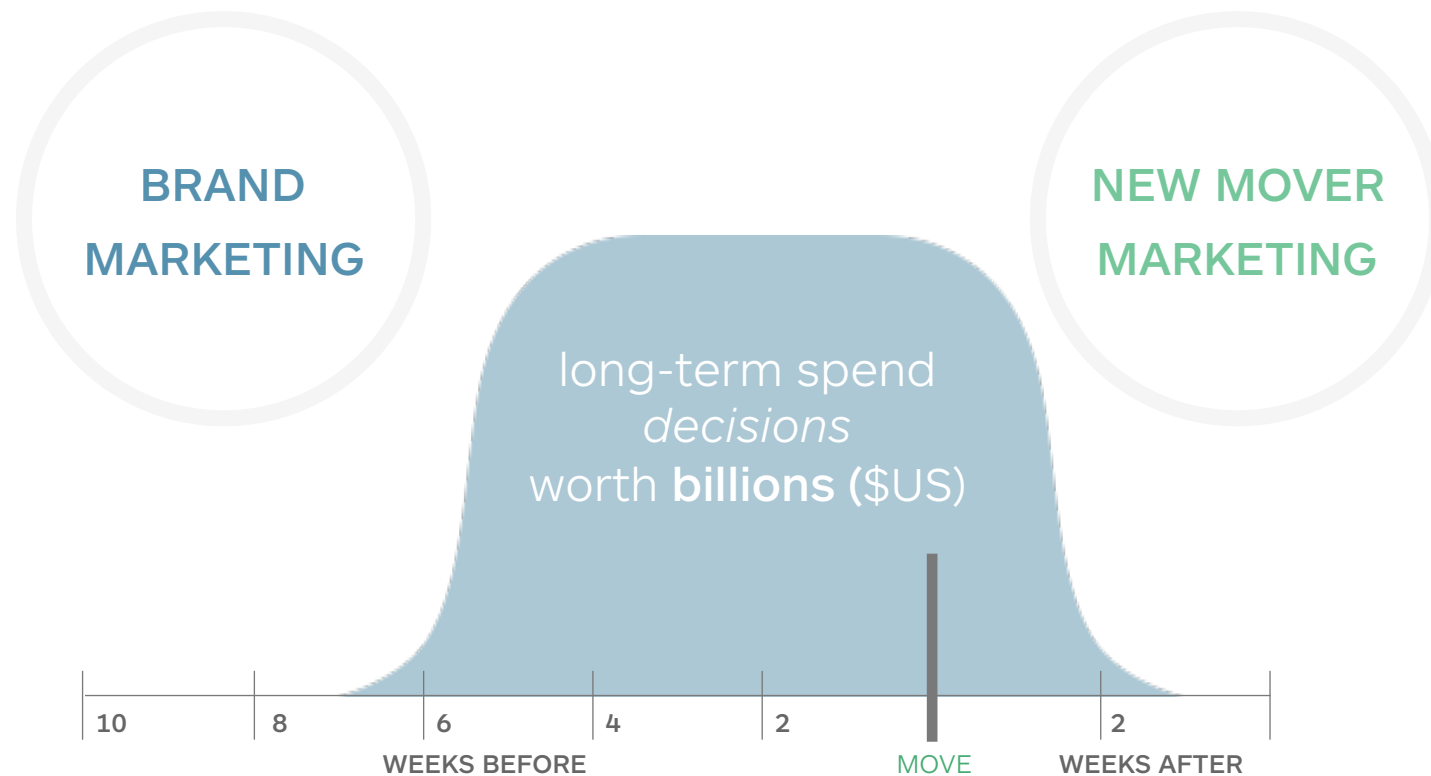 BRAND
MARKETING
NEW MOVER
MARKETING
long-term spend
decisions
worth billions ($US)
10 8 6 4 2 2
WEEKS BEFORE MOVE WEEKS AFTER